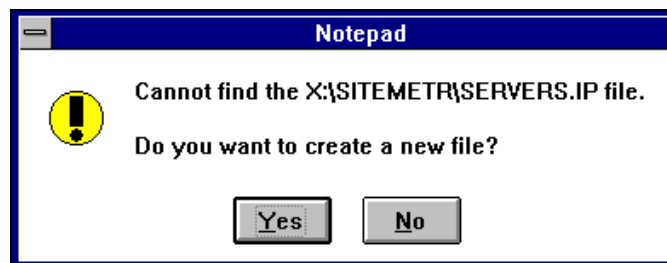 Notepad
Cannot find the X:\SITEMETR\SERVERS.IP file.
Do you want to create a new file?
Yes
No